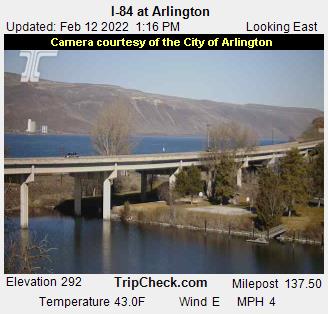 I-84 at Arlington
Updated: Feb 12 2022 1:16 PM Looking East
Camera courtesy of the City of Arlington
Elevation 292 TripCheck.com Milepost 137.50
Temperature 43.0F Wind E MPH 4